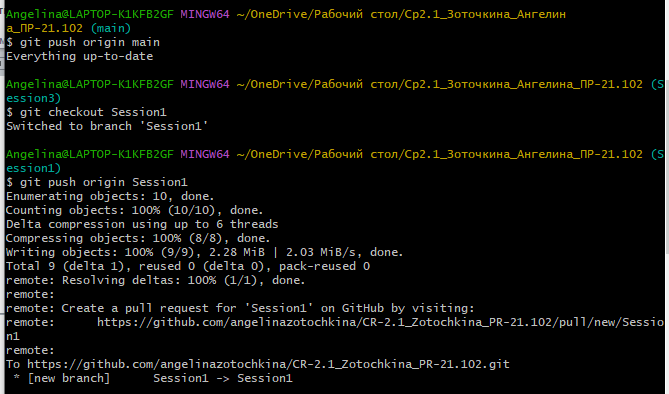 Angelina@LAPTOP-K1KFB2GF MINGW64 ~/OneDrive/Рабочий стол/Ср2.1_Зоточкина_Ангелин
а_ПР-21.102 (main)
$ git push origin main
Everything up-to-date
Angelina@LAPTOP-K1KFB2GF MINGW64 ~/OneDrive/Рабочий стол/Ср2.1_Зоточкина_Ангелина_ПР-21.102 (S
ession3)
$ git checkout Session1
Switched to branch 'Session1'
Angelina@LAPTOP-K1KFB2GF MINGW64 ~/OneDrive/Рабочий стол/Ср2.1_Зоточкина_Ангелина_ПР-21.102 (S
ession1)
$ git push origin Session1
Enumerating objects: 10, done.
Counting objects: 100% (10/10), done.
Delta compression using up to 6 threads
Compressing objects: 100% (8/8), done.
Writing objects: 100% (9/9), 2.28 MiB | 2.03 MiB/s, done.
Total 9 (delta 1), reused 0 (delta 0), pack-reused 0
remote: Resolving deltas: 100% (1/1), done.
remote:
remote: Create a pull request for 'Session1' on GitHub by visiting:
remote:      https://github.com/angelinazotochkina/CR-2.1_Zotochkina_PR-21.102/pull/new/Sessio
n1
remote:
To https://github.com/angelinazotochkina/CR-2.1_Zotochkina_PR-21.102.git
 * [new branch]      Session1 -> Session1